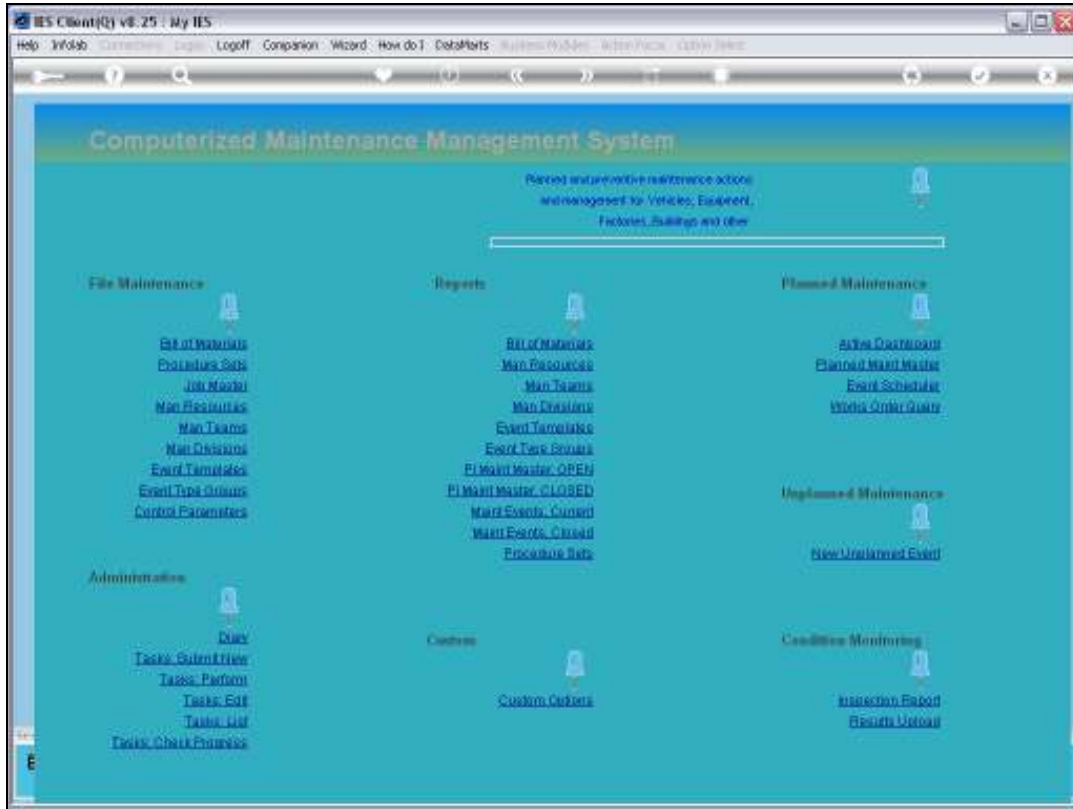 IES Client(Q) v8.25 : My IES
Help Infolab Logoff Companion Wizard How do I DataMarts
Computerized Maintenance Management System
Planned and preventive maintenance actions
and management for Vehicles, Equipment,
Factories, Buildings and other
File Maintenance
Bill of Materials
Procedure Sets
Job Master
Man Resources
Man Teams
Man Divisions
Event Templates
Event Type Groups
Control Parameters
Administration
Diary
Tasks: Submit New
Tasks: Perform
Tasks: Edit
Tasks: List
Tasks: Check Progress
Reports
Bill of Materials
Man Resources
Man Teams
Man Divisions
Event Templates
Event Type Groups
Pl Maint Master: OPEN
Pl Maint Master: CLOSED
Maint Events: Current
Maint Events: Closed
Procedure Sets
Custom
Custom Options
Planned Maintenance
Active Dashboard
Planned Maint Master
Event Scheduler
Works Order Query
Unplanned Maintenance
New Unplanned Event
Condition Monitoring
Inspection Report
Results Upload